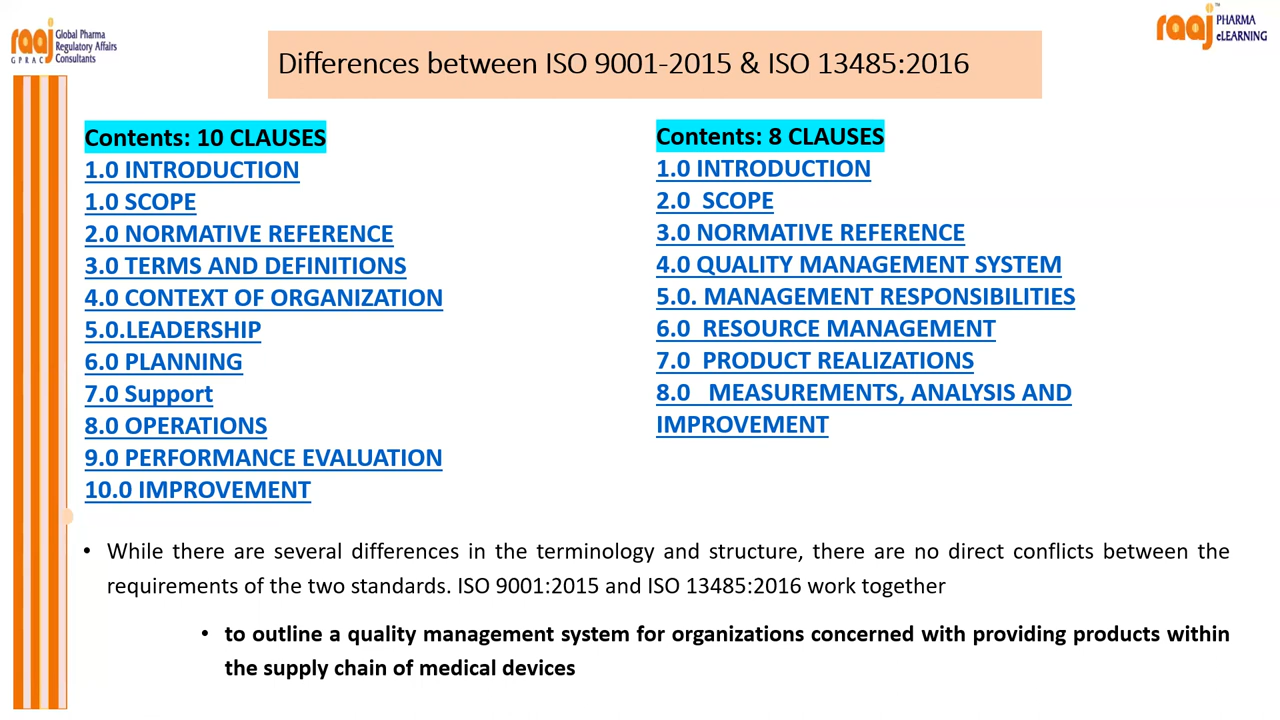 raaj
GPRAC
Global Pharma
Regulatory Affairs
Consultants
raaj™
PHARMA
eLEARNING
Differences between ISO 9001-2015 & ISO 13485:2016
Contents: 10 CLAUSES
1.0 INTRODUCTION
1.0 SCOPE
2.0 NORMATIVE REFERENCE
3.0 TERMS AND DEFINITIONS
4.0 CONTEXT OF ORGANIZATION
5.0.LEADERSHIP
6.0 PLANNING
7.0 Support
8.0 OPERATIONS
9.0 PERFORMANCE EVALUATION
10.0 IMPROVEMENT
Contents: 8 CLAUSES
1.0 INTRODUCTION
2.0 SCOPE
3.0 NORMATIVE REFERENCE
4.0 QUALITY MANAGEMENT SYSTEM
5.0. MANAGEMENT RESPONSIBILITIES
6.0 RESOURCE MANAGEMENT
7.0 PRODUCT REALIZATIONS
8.0 MEASUREMENTS, ANALYSIS AND
IMPROVEMENT
• While there are several differences in the terminology and structure, there are no direct conflicts between the
requirements of the two standards. ISO 9001:2015 and ISO 13485:2016 work together
• to outline a quality management system for organizations concerned with providing products within
the supply chain of medical devices